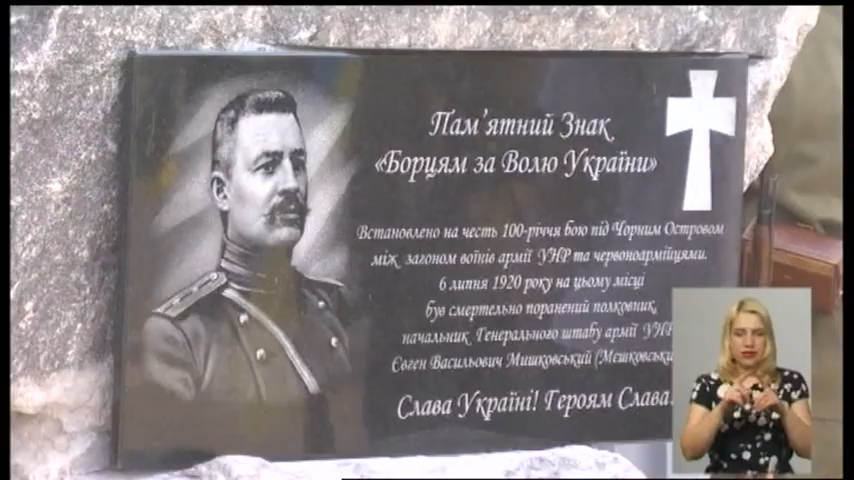 Пам'ятний Знак
«Борцям за Волю України»
Встановлено на честь 100-річчя бою під Чорним Островом
між загоном воїнів армії УНР та червоноармійцями.
6 липня 1920 року на цьому місці
був смертельно поранений полковник,
начальник Генерального штабу армії УНР
Євген Васильович Мишковський
Слава Україні! Героям Слава